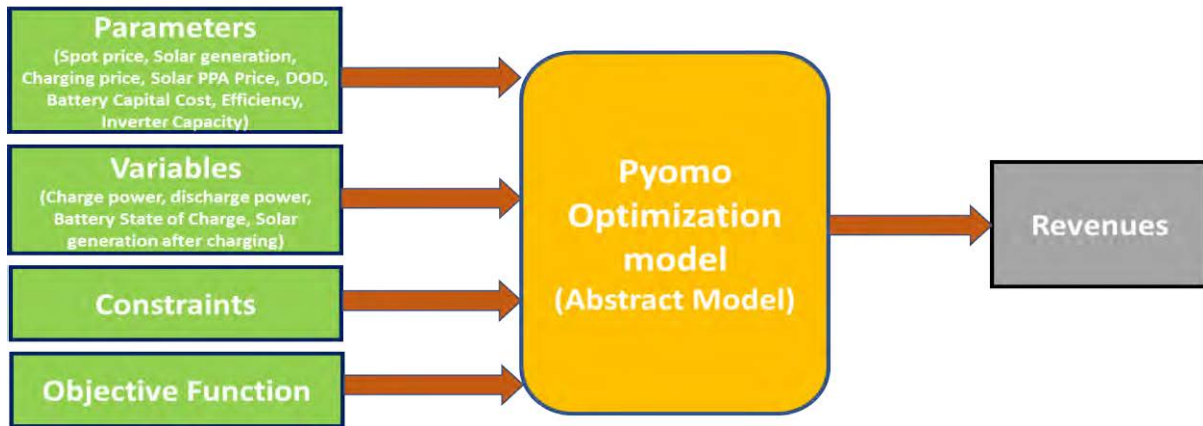 Parameters
(Spot price, Solar generation,
Charging price, Solar PPA Price, DOD,
Battery Capital Cost, Efficiency,
Inverter Capacity)
Variables
(Charge power, discharge power,
Battery State of Charge, Solar
generation after charging)
Constraints
Objective Function
Pyomo
Optimization
model
(Abstract Model)
Revenues